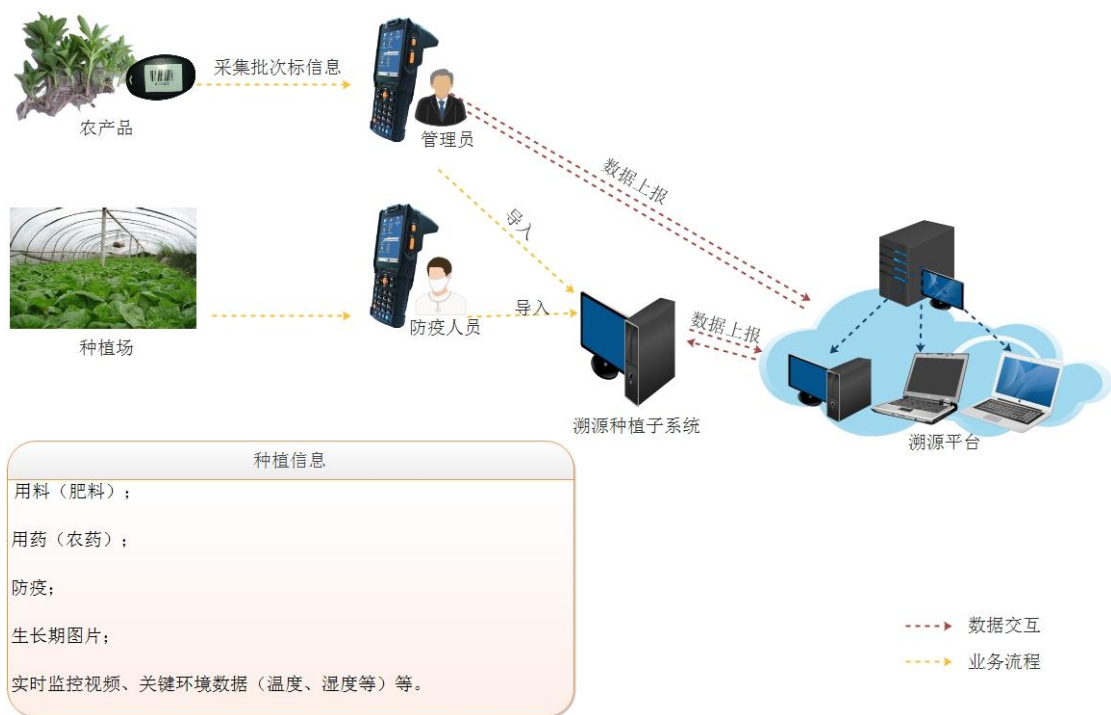 采集批次标信息
农产品
管理员
数据上报
导入
种植场
防疫人员
导入
数据上报
溯源种植子系统
溯源平台
种植信息
用料（肥料）；
用药（农药）；
防疫；
生长期图片；
实时监控视频、关键环境数据（温度、湿度等）等。
数据交互
业务流程